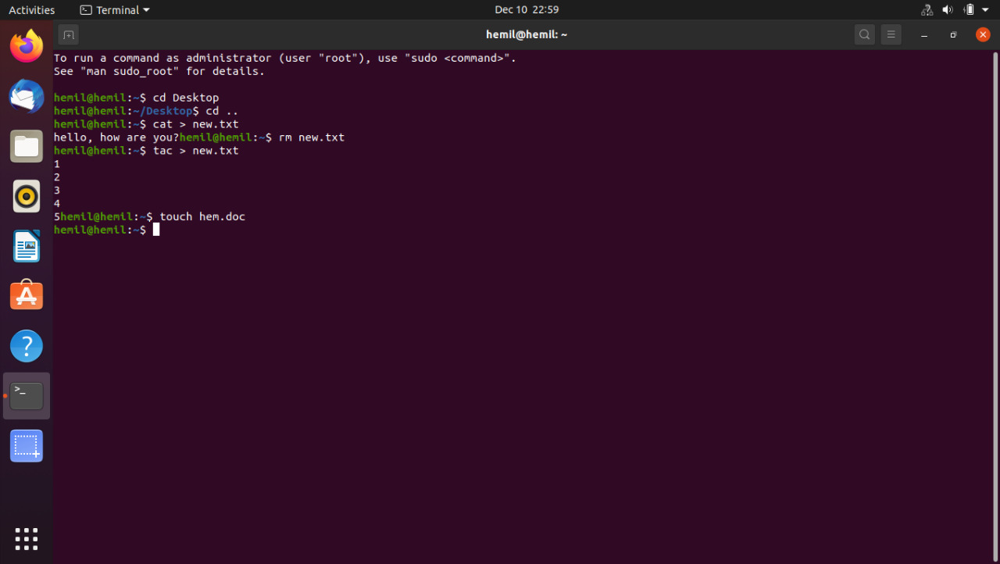 Activities
Terminal
Dec 10 22:59
hemil@hemil: ~
To run a command as administrator (user "root"), use "sudo <command>".
See "man sudo_root" for details.
hemil@hemil:~$ cd Desktop
hemil@hemil:~/Desktop$ cd ..
hemil@hemil:~$ cat > new.txt
hello, how are you?hemil@hemil:~$ rm new.txt
hemil@hemil:~$ tac > new.txt
1
2
3
4
5hemil@hemil:~$ touch hem.doc
hemil@hemil:~$